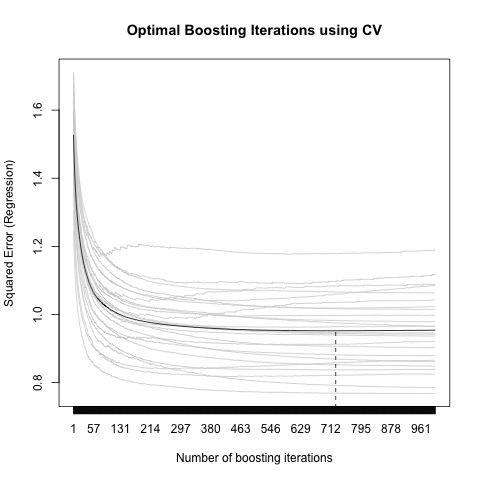 Optimal Boosting Iterations using CV
Squared Error (Regression)
1.6
1.4
1.2
1.0
0.8
1 57 131 214 297 380 463 546 629 712 795 878 961
Number of boosting iterations